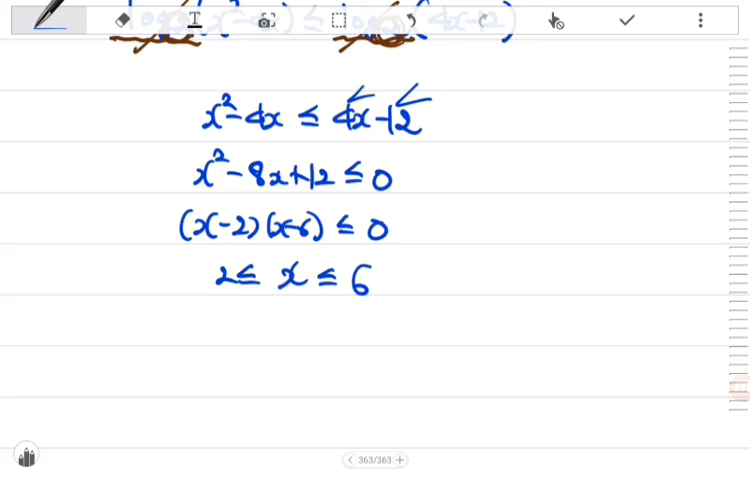 x²-4x ≤ 4x-12
x²-8x+12 ≤ 0
(x-2)(x-6) ≤ 0
2 ≤ x ≤ 6
363/363